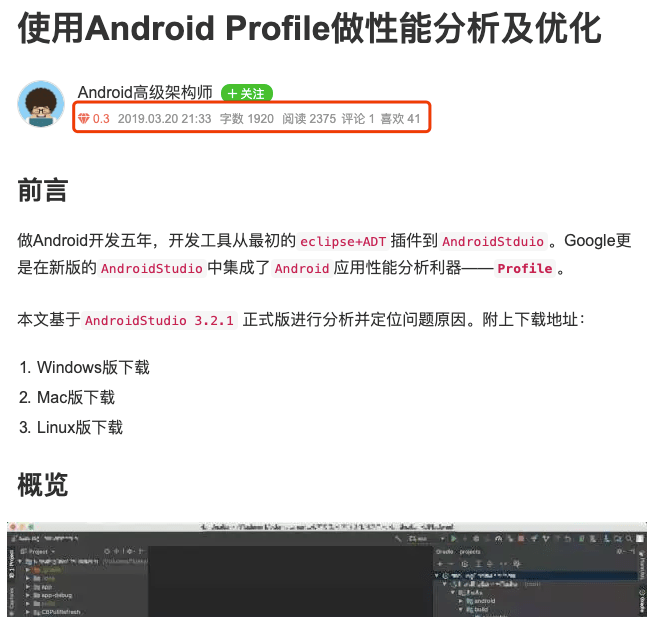 使用Android Profile做性能分析及优化
Android高级架构师 +关注
0.3 2019.03.20 21:33 字数 1920 阅读 2375 评论 1 喜欢 41
前言
做Android开发五年，开发工具从最初的 eclipse+ADT 插件到 AndroidStduio 。Google更
是在新版的 AndroidStudio 中集成了 Android 应用性能分析利器—— Profile 。
本文基于 AndroidStudio 3.2.1 正式版进行分析并定位问题原因。附上下载地址：
1. Windows版下载
2. Mac版下载
3. Linux版下载
概览
Project
Gradle projects
app
app-debug
android
build
CBPullRefresh